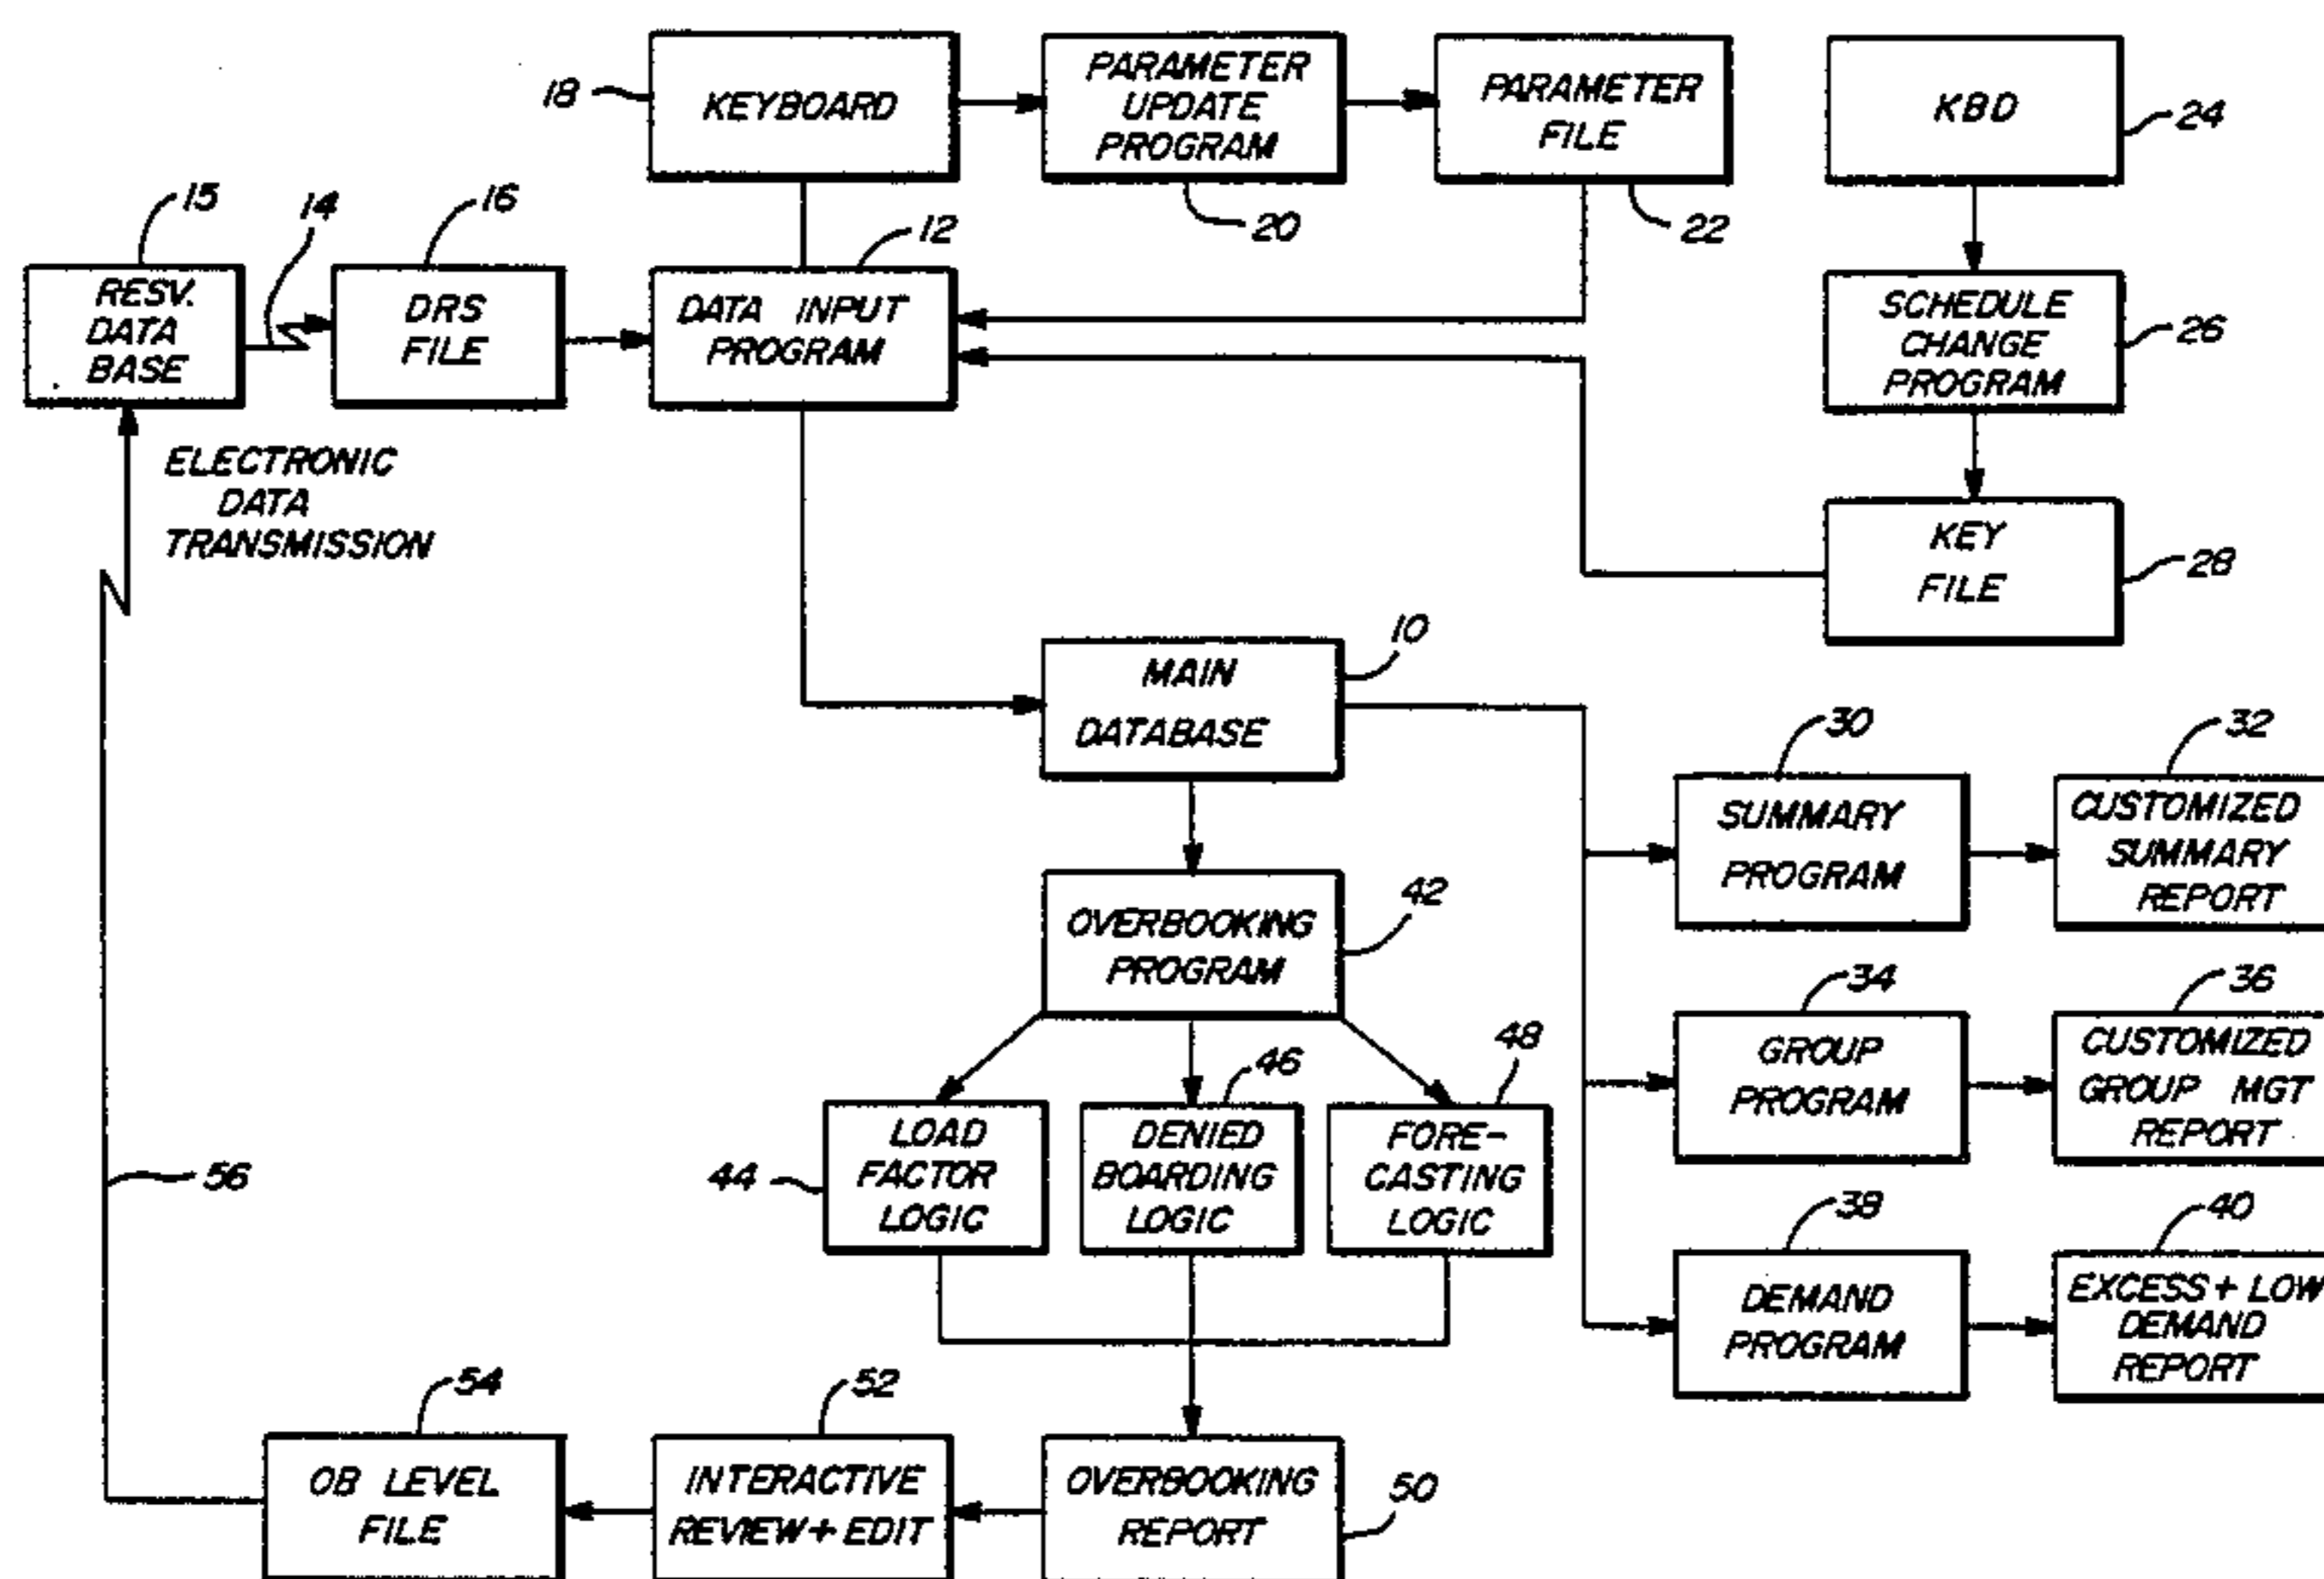 18
KEYBOARD
PARAMETER
UPDATE
PROGRAM
20
PARAMETER
FILE
22
KBD
24
15
14
16
12
RESV.
DATA
BASE
DRS
FILE
DATA INPUT
PROGRAM
SCHEDULE
CHANGE
PROGRAM
26
ELECTRONIC
DATA
TRANSMISSION
KEY
FILE
28
10
MAIN
DATABASE
30
SUMMARY
PROGRAM
32
CUSTOMIZED
SUMMARY
REPORT
OVERBOOKING
PROGRAM
42
34
GROUP
PROGRAM
36
CUSTOMIZED
GROUP MGT
REPORT
44
LOAD
FACTOR
LOGIC
46
DENIED
BOARDING
LOGIC
48
FORE-
CASTING
LOGIC
56
38
DEMAND
PROGRAM
40
EXCESS + LOW
DEMAND
REPORT
54
OB LEVEL
FILE
52
INTERACTIVE
REVIEW + EDIT
OVERBOOKING
REPORT
50